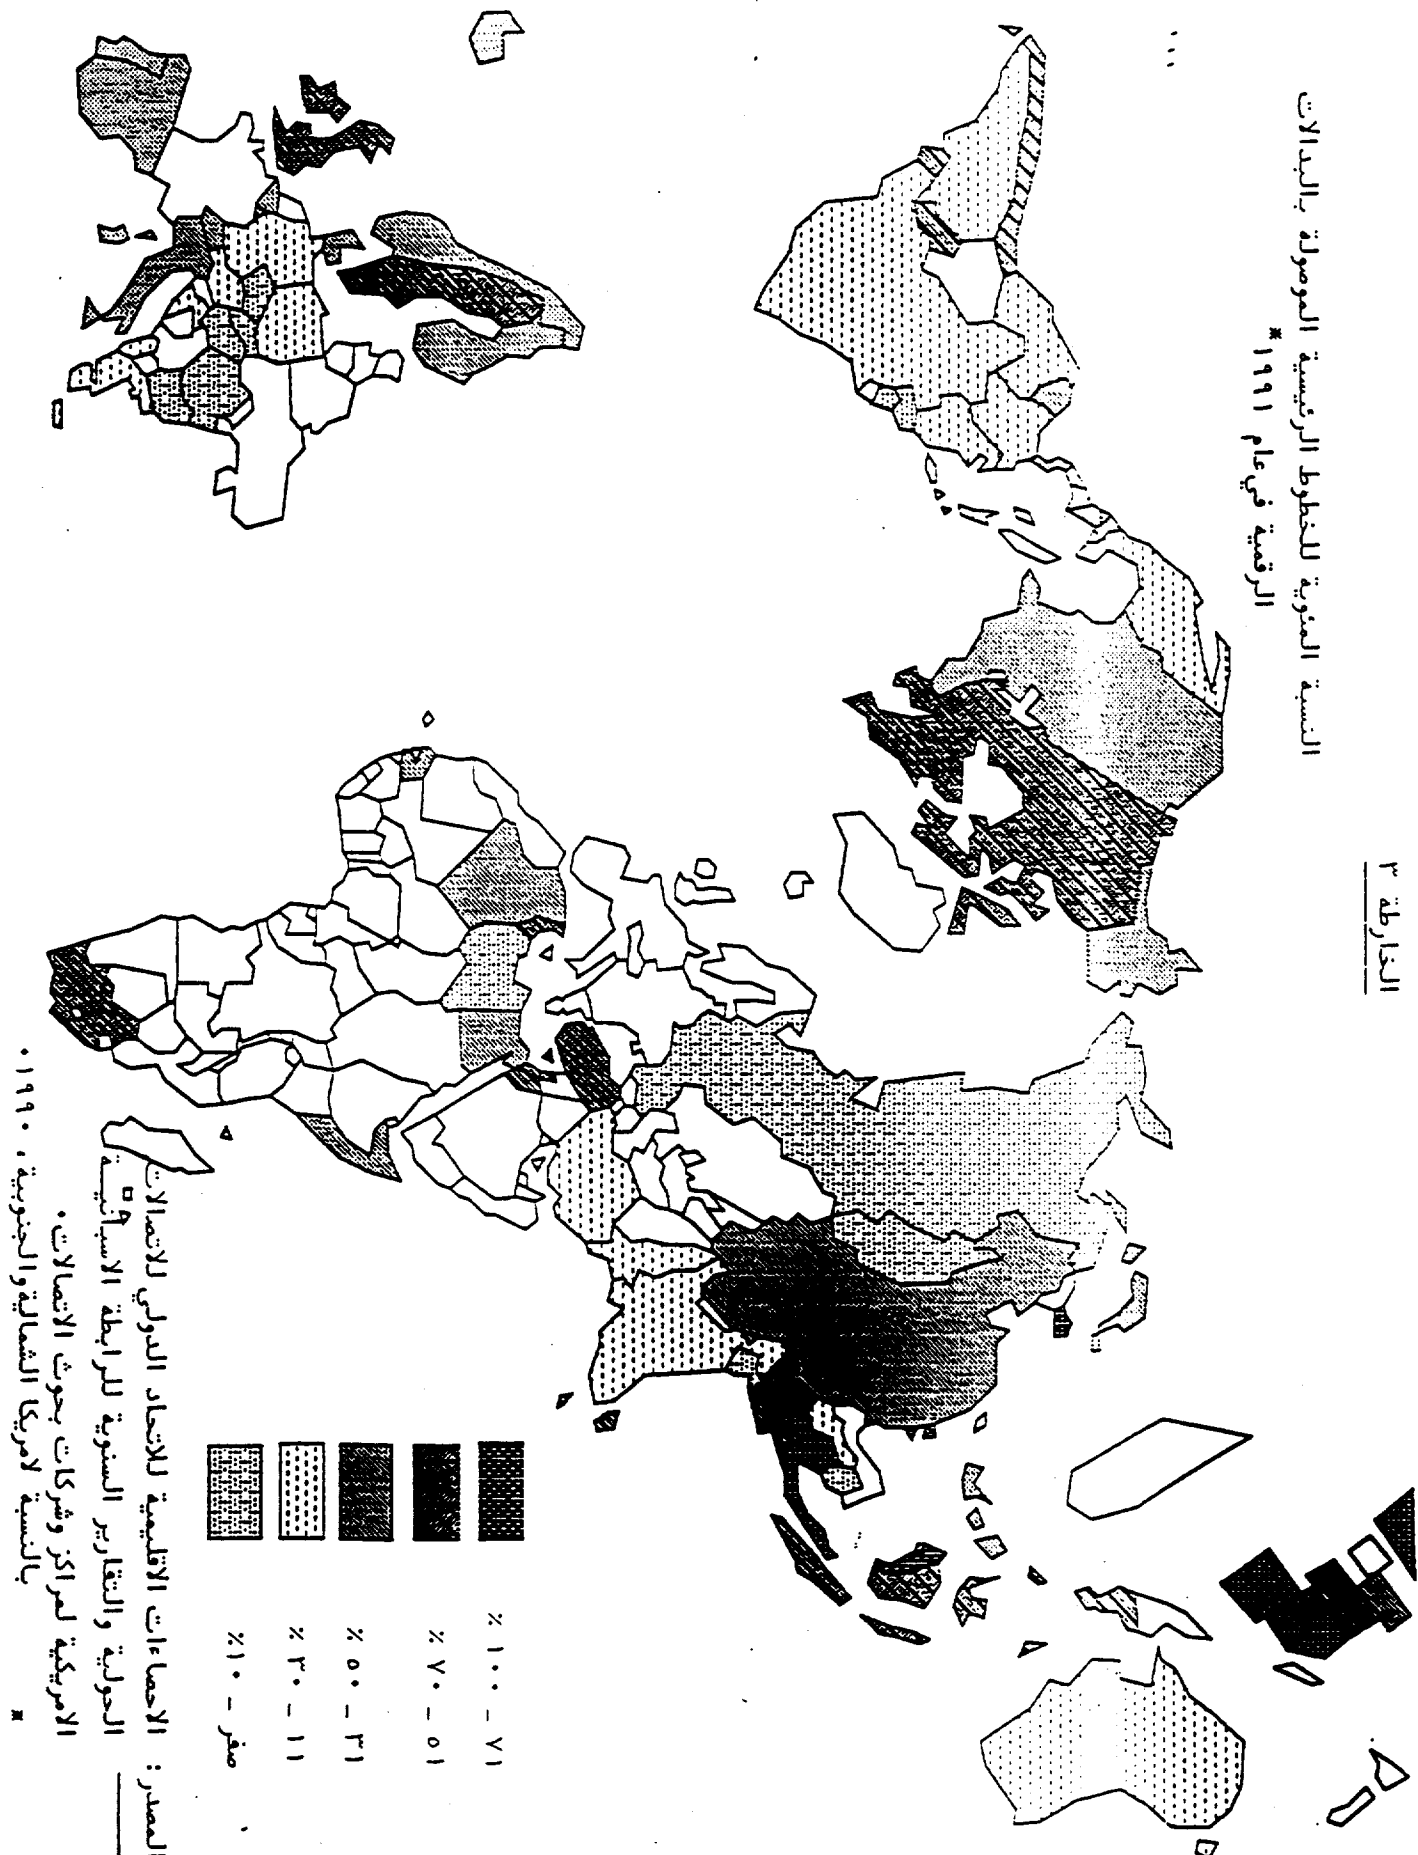 الخارطة ٣
النسبة المئوية للخطوط الرئيسية الموصولة بالبدالات
الرقمية في عام ١٩٩١*
٧١ - ١٠٠ %
٥١ - ٧٠ %
٣١ - ٥٠ %
١١ - ٣٠ %
صفر - ١٠ %
المصدر : الاحصاءات الاقليمية للاتحاد الدولي للاتصالات
الحولية والتقارير السنوية للرابطة الاسبانية
الامريكية لمراكز وشركات بحوث الاتصالات.
* بالنسبة لامريكا الشمالية والجنوبية، ١٩٩٠.